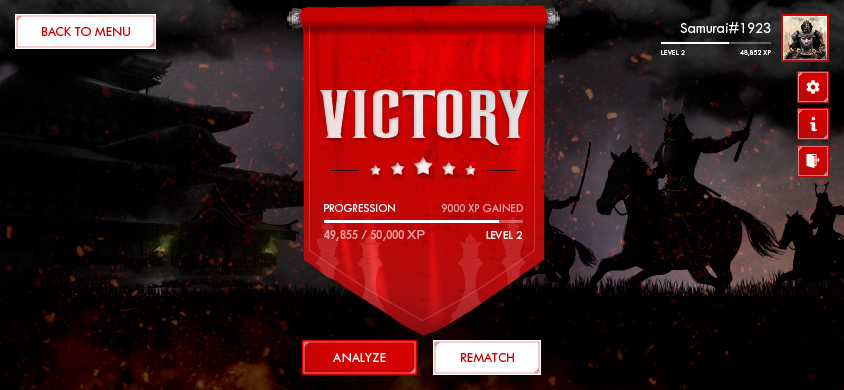 BACK TO MENU
Samurai#1923
LEVEL 2 48,852 XP
VICTORY
PROGRESSION 9000 XP GAINED
49,855 / 50,000 XP LEVEL 2
ANALYZE REMATCH